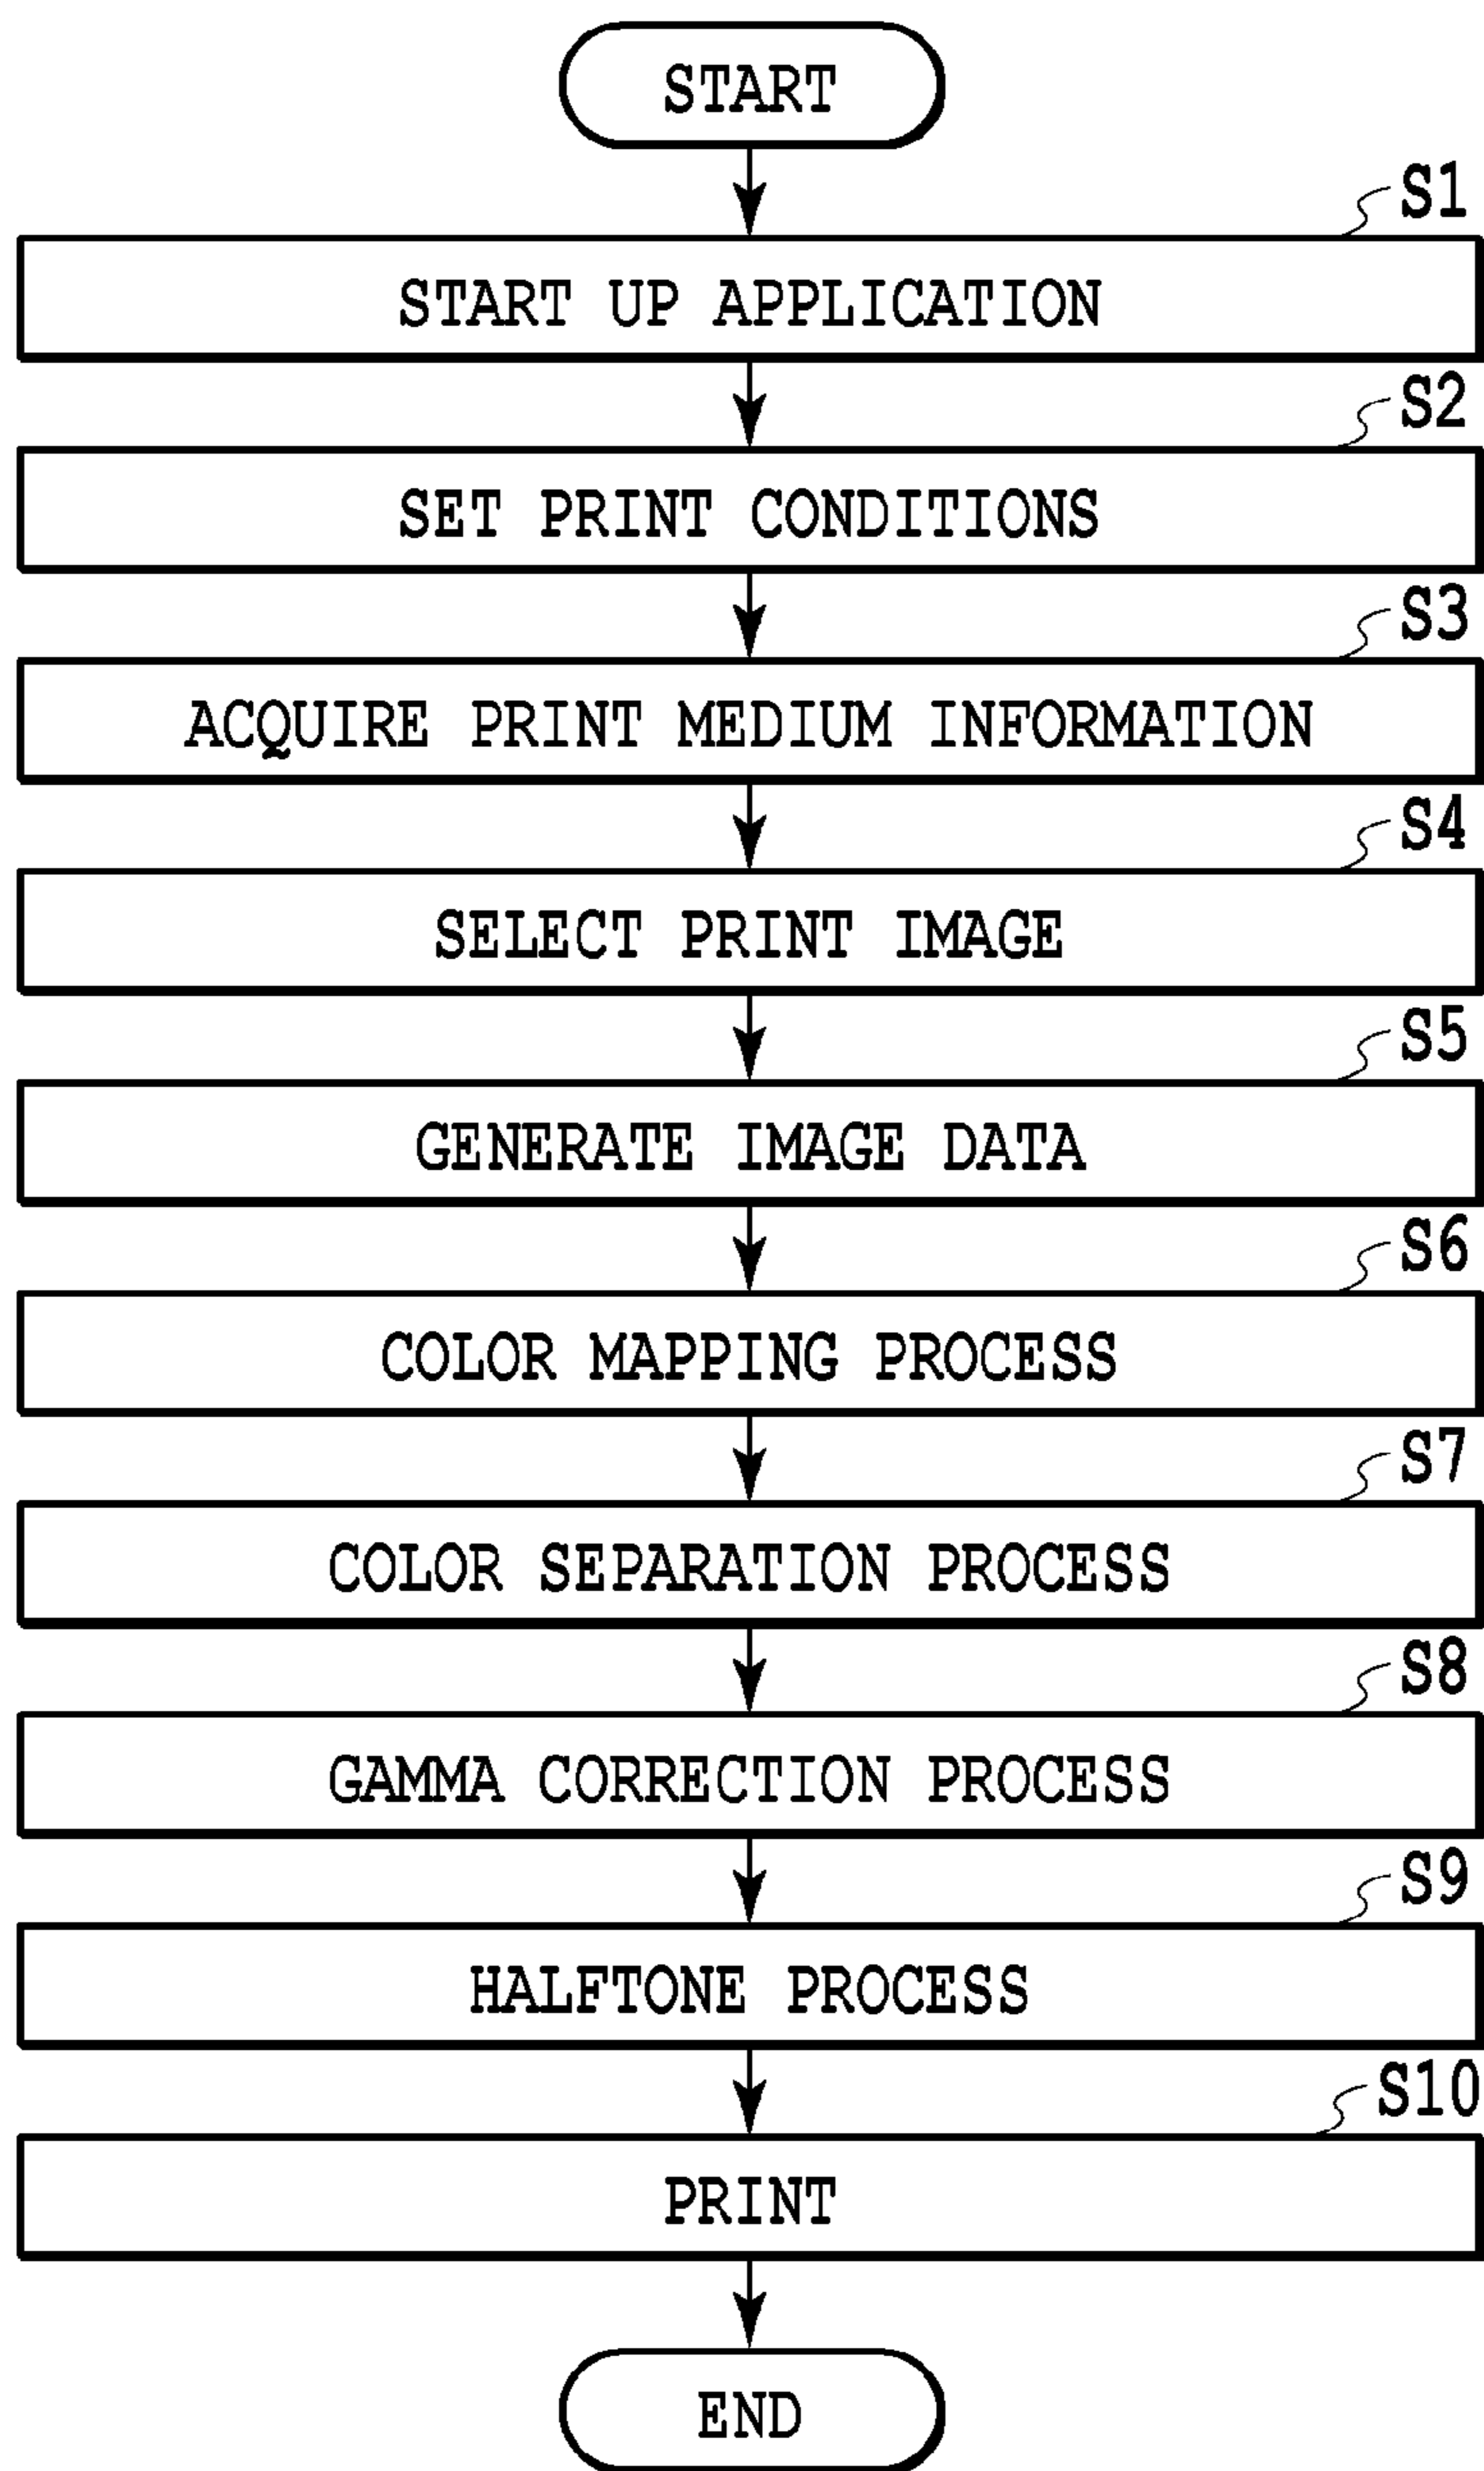 START
S1
START UP APPLICATION
S2
SET PRINT CONDITIONS
S3
ACQUIRE PRINT MEDIUM INFORMATION
S4
SELECT PRINT IMAGE
S5
GENERATE IMAGE DATA
S6
COLOR MAPPING PROCESS
S7
COLOR SEPARATION PROCESS
S8
GAMMA CORRECTION PROCESS
S9
HALFTONE PROCESS
S10
PRINT
END